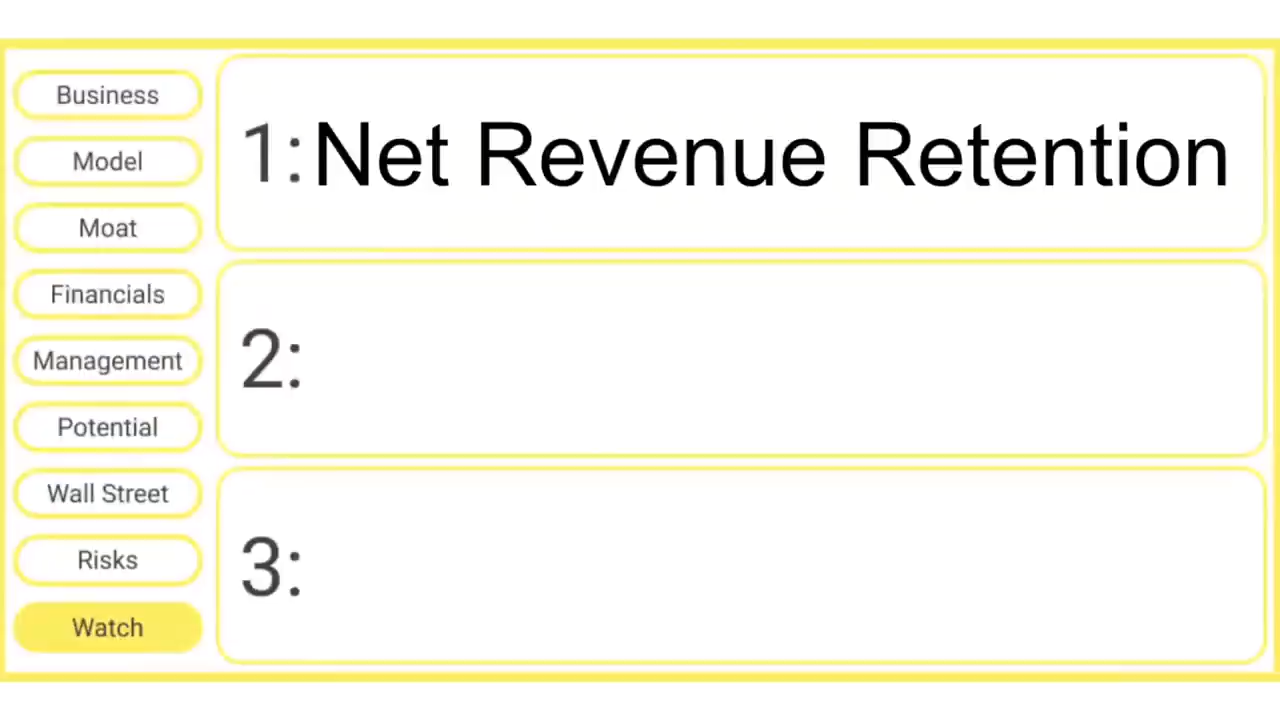 Business
Model
Moat
Financials
Management
Potential
Wall Street
Risks
Watch
1: Net Revenue Retention
2:
3: